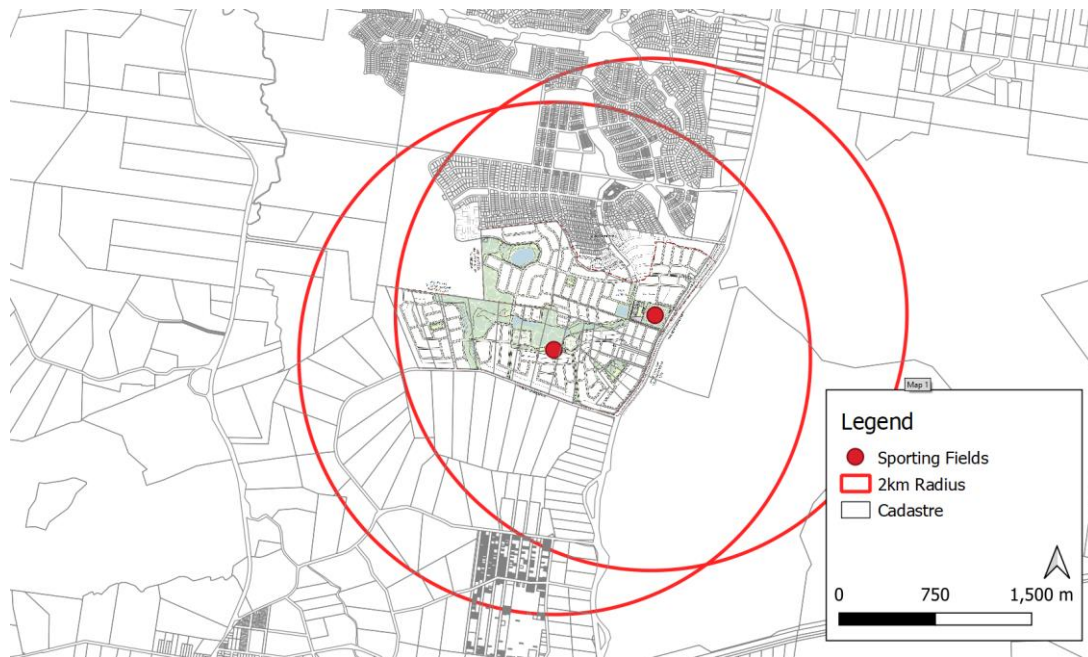 Map 1
Legend
Sporting Fields
2km Radius
Cadastre
0 750 1,500 m